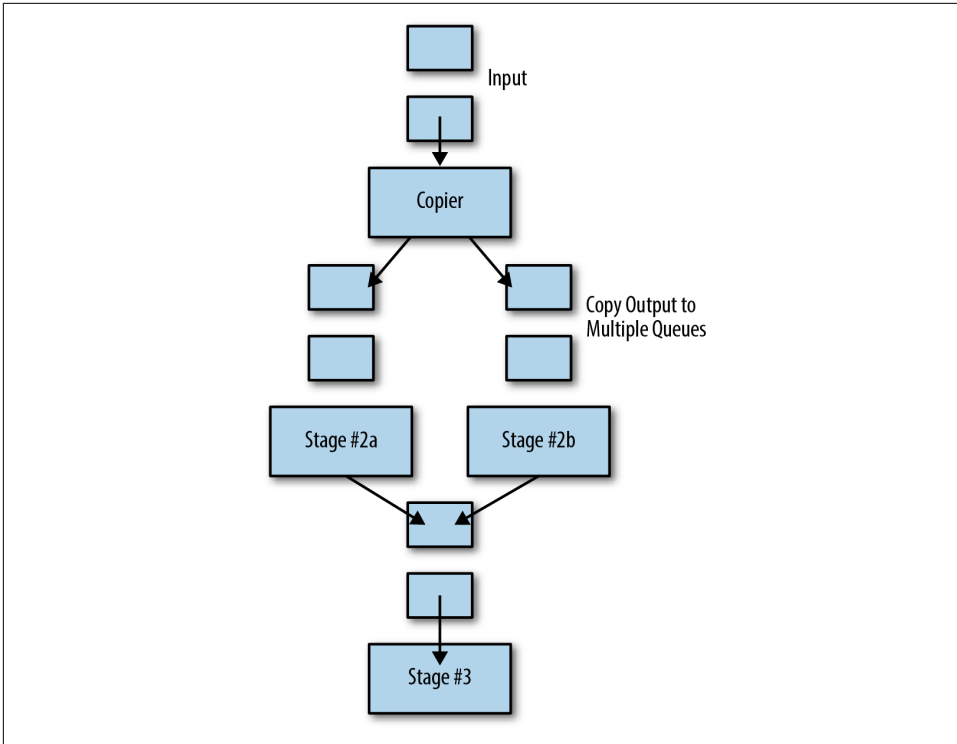 Input
Copier
Copy Output to
Multiple Queues
Stage #2a
Stage #2b
Stage #3